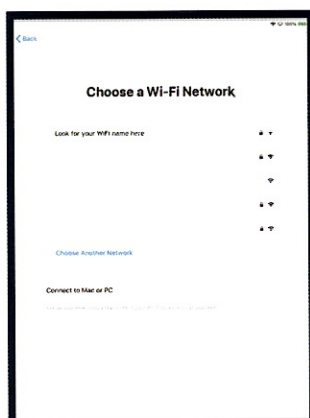 100%
Back
Choose a Wi-Fi Network
Look for your WiFi name here
Choose Another Network
Connect to Mac or PC